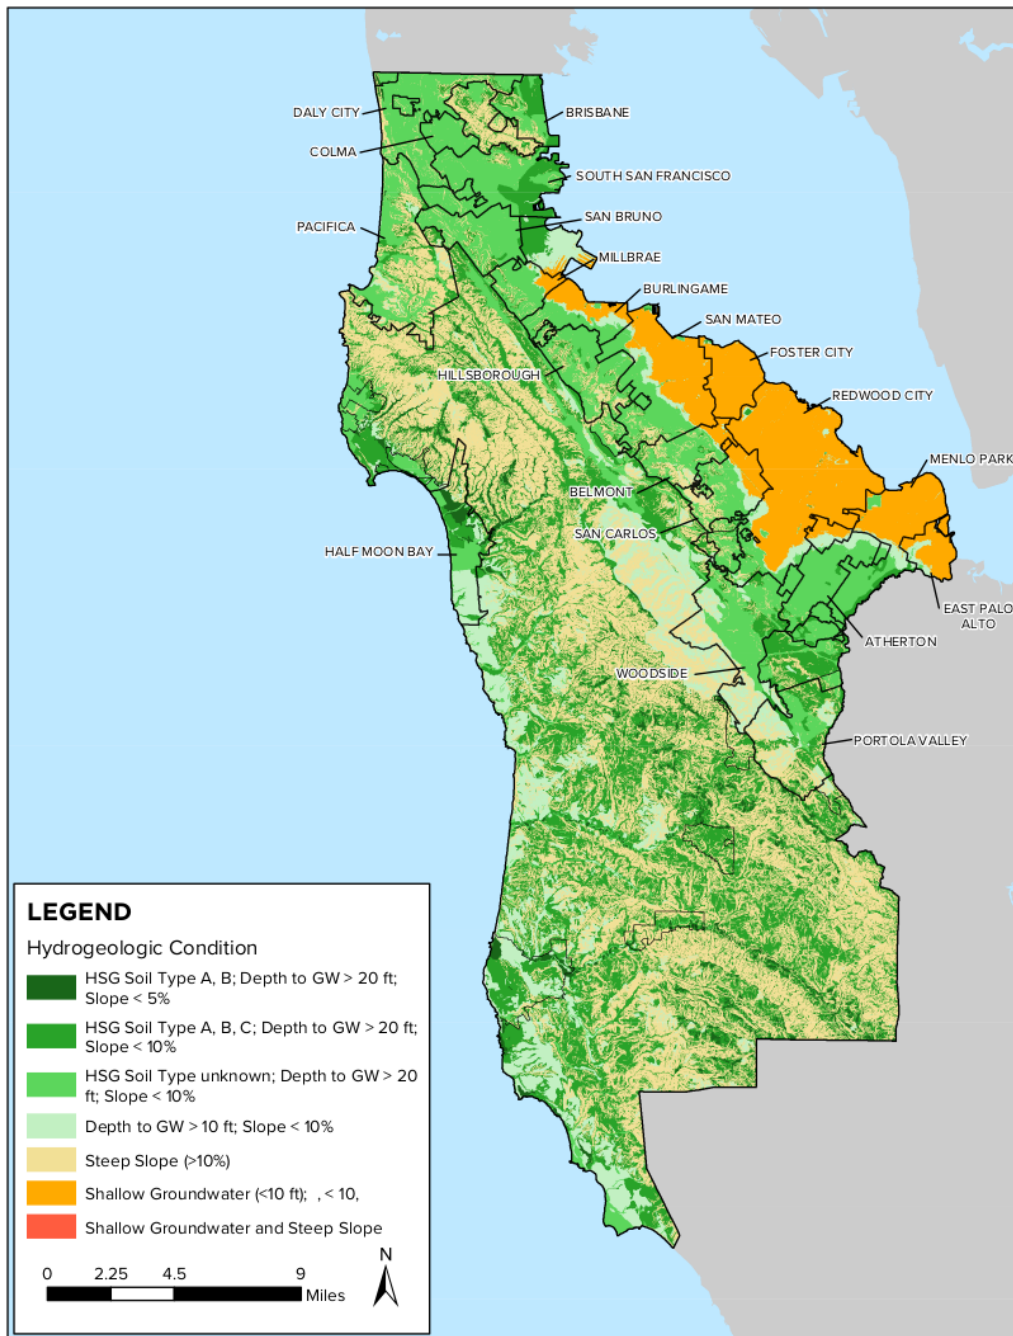 DALY CITY
BRISBANE
COLMA
SOUTH SAN FRANCISCO
SAN BRUNO
PACIFICA
MILLBRAE
BURLINGAME
SAN MATEO
FOSTER CITY
HILLSBOROUGH
REDWOOD CITY
MENLO PARK
BELMONT
SAN CARLOS
HALF MOON BAY
EAST PALO
ALTO
ATHERTON
WOODSIDE
PORTOLA VALLEY
LEGEND
Hydrogeologic Condition
HSG Soil Type A, B; Depth to GW > 20 ft;
Slope < 5%
HSG Soil Type A, B, C; Depth to GW > 20 ft;
Slope < 10%
HSG Soil Type unknown; Depth to GW > 20
ft; Slope < 10%
Depth to GW > 10 ft; Slope < 10%
Steep Slope (>10%)
Shallow Groundwater (<10 ft); , < 10,
Shallow Groundwater and Steep Slope
N
0 2.25 4.5 9
Miles